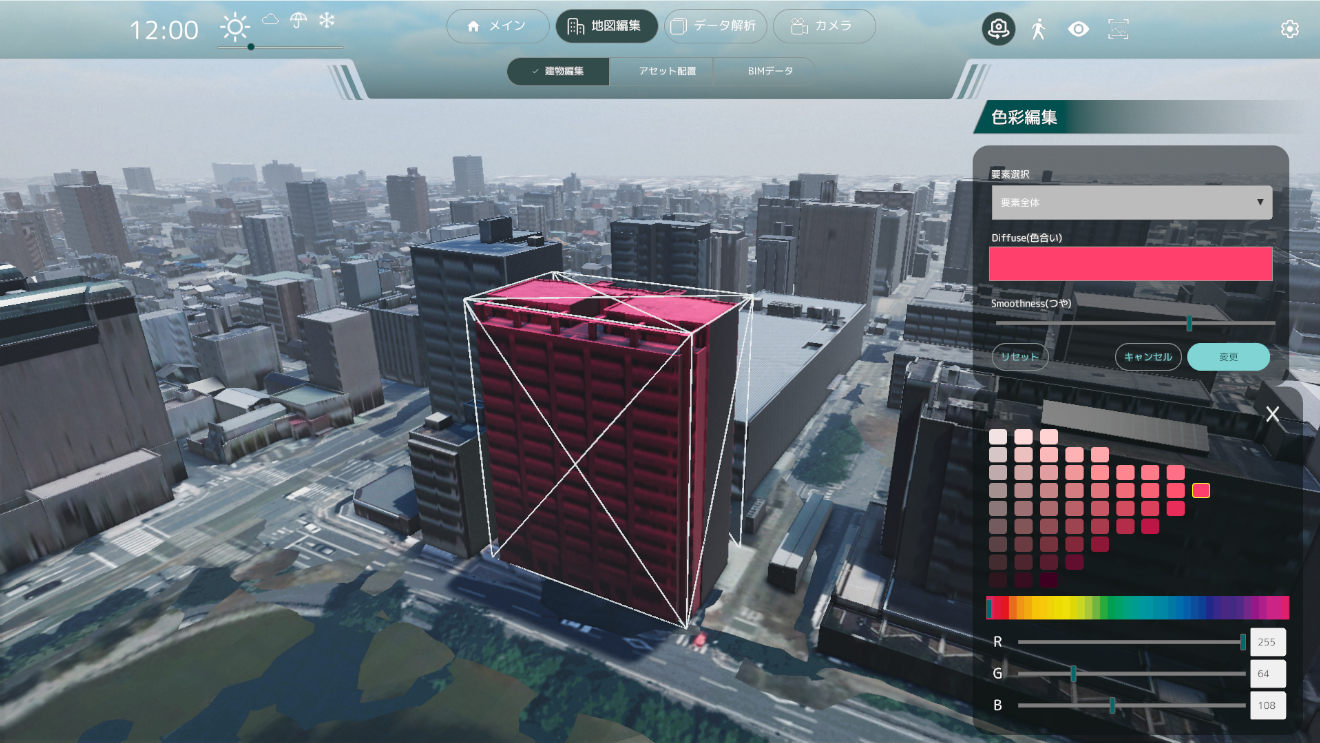 12:00
メイン
地図編集
データ解析
カメラ
✓ 建物編集
アセット配置
BIMデータ
色彩編集
要素選択
要素全体
Diffuse(色合い)
Smoothness(つや)
リセット
キャンセル
変更
R 255
G 64
B 108